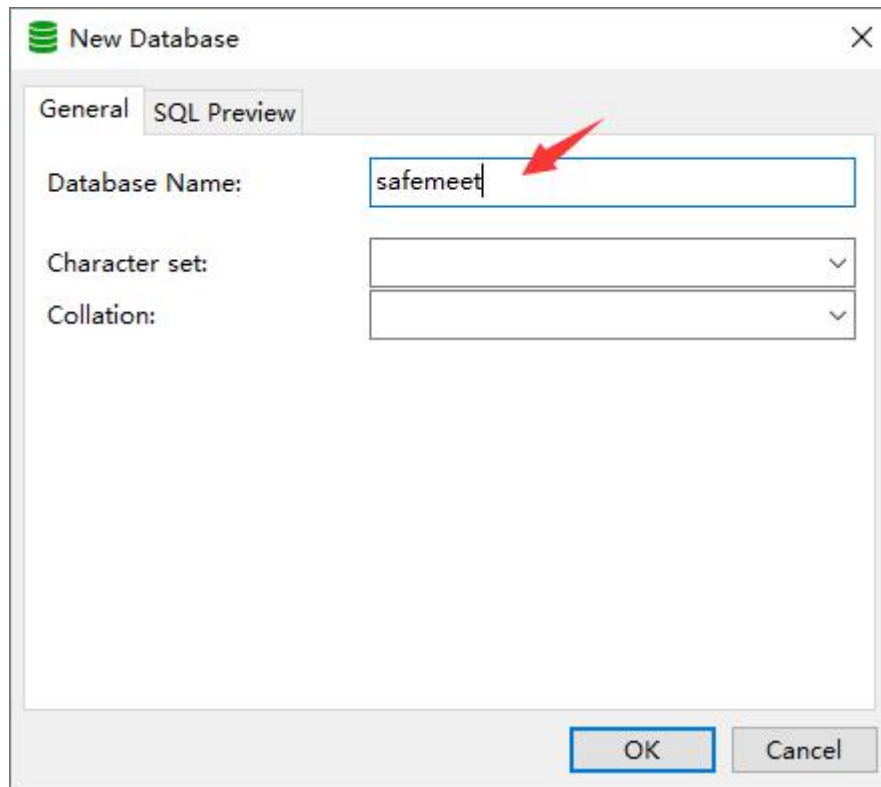 New Database
General SQL Preview
Database Name: safemeet
Character set:
Collation:
OK Cancel